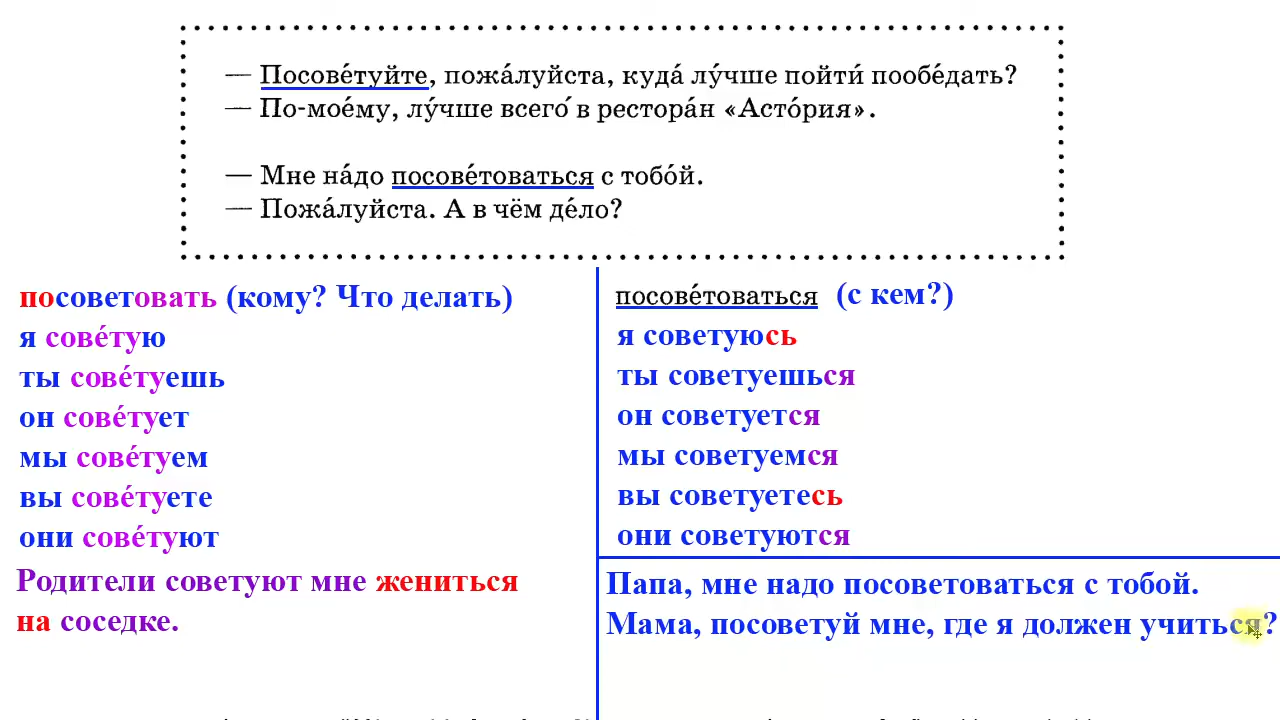 — Посове́туйте, пожа́луйста, куда́ лу́чше пойти́ пообе́дать?
— По-мое́му, лу́чше всего́ в рестора́н «Асто́рия».
— Мне на́до посове́товаться с тобо́й.
— Пожа́луйста. А в чём де́ло?
посоветовать (кому? Что делать)
я сове́тую
ты сове́туешь
он сове́тует
мы сове́туем
вы сове́туете
они сове́туют
Родители советуют мне жениться
на соседке.
посове́товаться (с кем?)
я советуюсь
ты советуешься
он советуется
мы советуемся
вы советуетесь
они советуются
Папа, мне надо посоветоваться с тобой.
Мама, посоветуй мне, где я должен учиться?